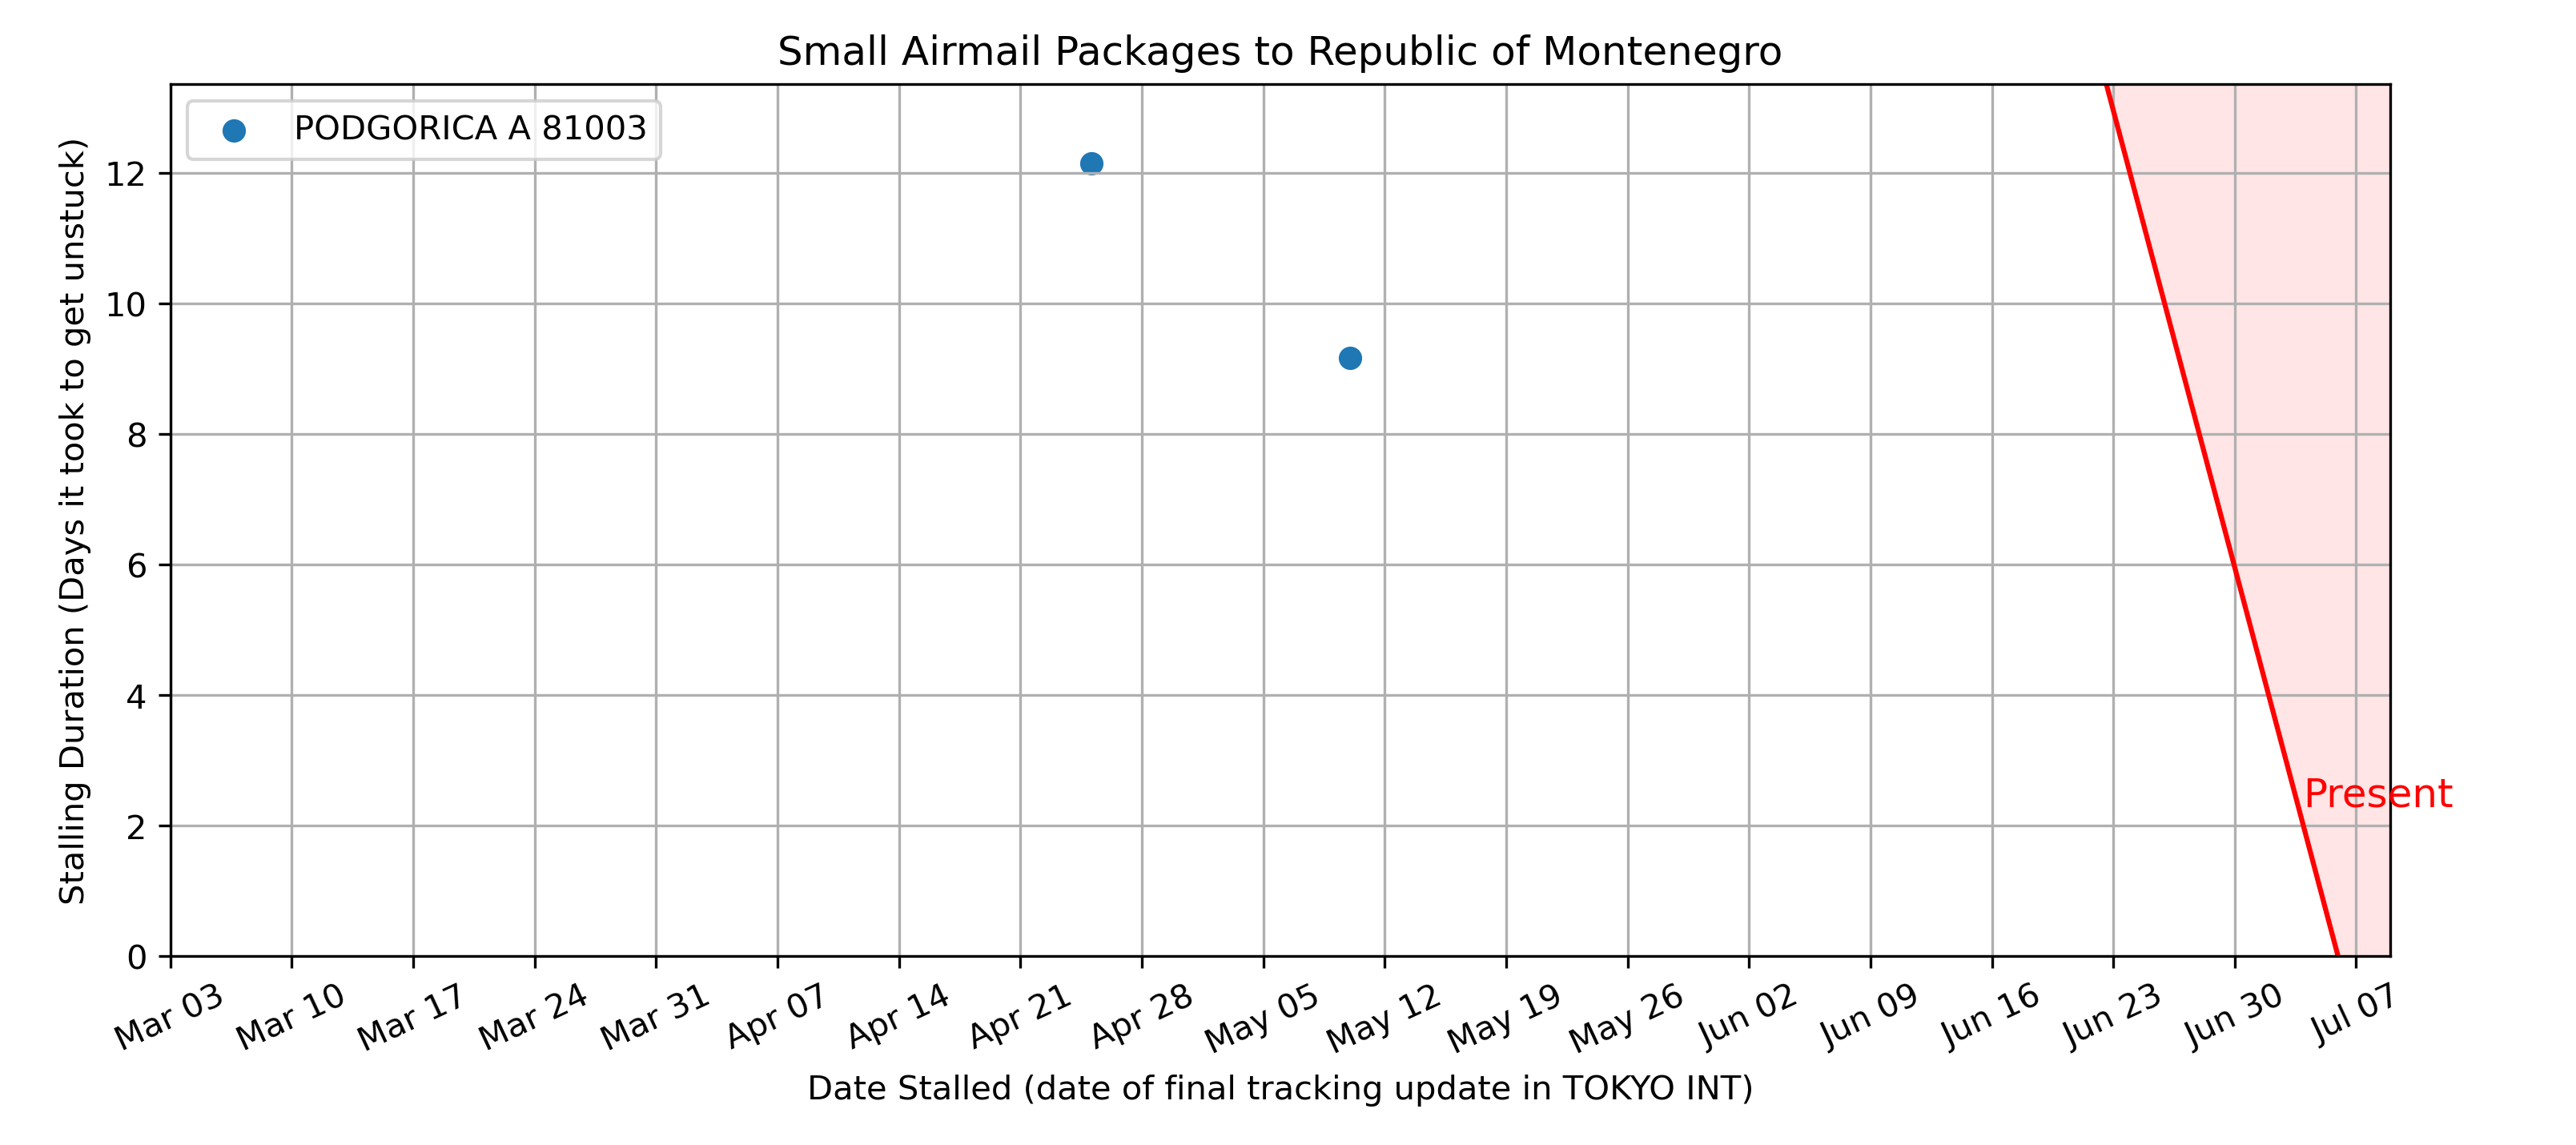 Small Airmail Packages to Republic of Montenegro
PODGORICA A 81003
Stalling Duration (Days it took to get unstuck)
12
10
8
6
4
2
0
Present
Mar 03
Mar 10
Mar 17
Mar 24
Mar 31
Apr 07
Apr 14
Apr 21
Apr 28
May 05
May 12
May 19
May 26
Jun 02
Jun 09
Jun 16
Jun 23
Jun 30
Jul 07
Date Stalled (date of final tracking update in TOKYO INT)